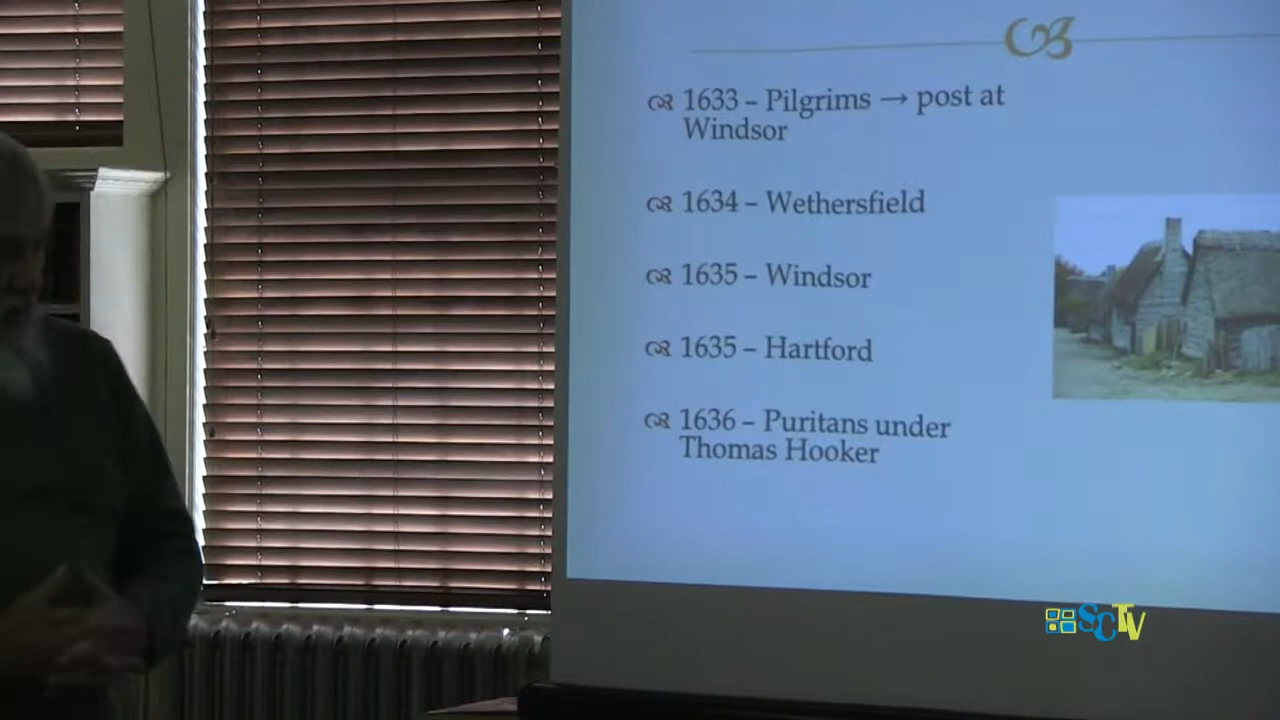 1633 – Pilgrims → post at
Windsor
1634 – Wethersfield
1635 – Windsor
1635 – Hartford
1636 – Puritans under
Thomas Hooker
SCTV